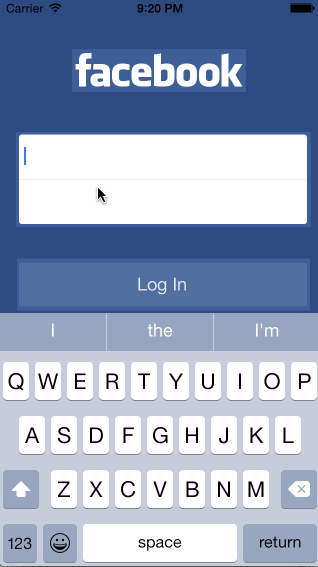 Carrier 9:20 PM
facebook
Log In
I the I'm
Q W E R T Y U I O P
A S D F G H J K L
Z X C V B N M
123 space return